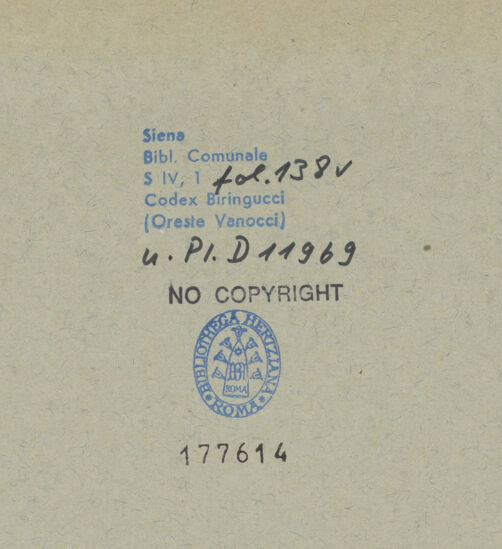 Siena
Bibl. Comunale
S IV, 1 fol. 138v
Codex Biringucci
(Oreste Vanocci)
u. Pl. D 11969
NO COPYRIGHT
BIBLIOTHECA HERTZIANA
ROMA
ROMA
177614